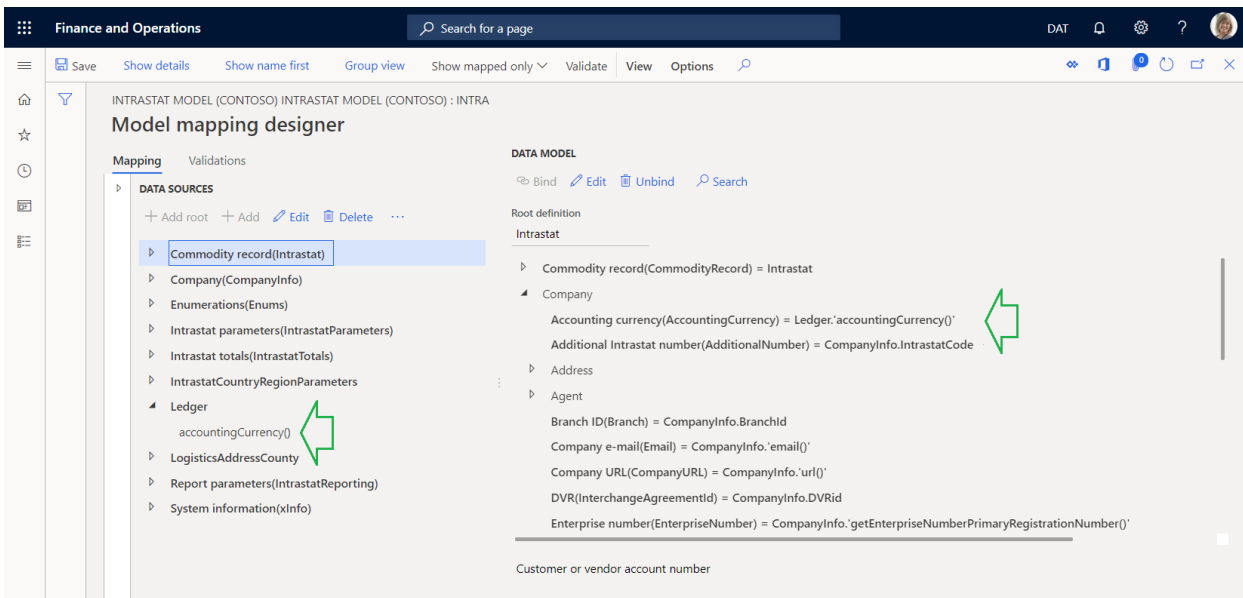 Finance and Operations
Search for a page
DAT
?
Save Show details Show name first Group view Show mapped only Validate View Options
0
INTRASTAT MODEL (CONTOSO) INTRASTAT MODEL (CONTOSO) : INTRA
Model mapping designer
Mapping Validations
DATA SOURCES
Add root Add Edit Delete ...
Commodity record(Intrastat)
Company(CompanyInfo)
Enumerations(Enums)
Intrastat parameters(IntrastatParameters)
Intrastat totals(IntrastatTotals)
IntrastatCountryRegionParameters
Ledger
accountingCurrency()
LogisticsAddressCounty
Report parameters(IntrastatReporting)
System information(xInfo)
DATA MODEL
Bind Edit Unbind Search
Root definition
Intrastat
Commodity record(CommodityRecord) = Intrastat
Company
Accounting currency(AccountingCurrency) = Ledger.'accountingCurrency()'
Additional Intrastat number(AdditionalNumber) = CompanyInfo.IntrastatCode
Address
Agent
Branch ID(Branch) = CompanyInfo.BranchId
Company e-mail(Email) = CompanyInfo.'email()'
Company URL(CompanyURL) = CompanyInfo.'url()'
DVR(InterchangeAgreementId) = CompanyInfo.DVRid
Enterprise number(EnterpriseNumber) = CompanyInfo.'getEnterpriseNumberPrimaryRegistrationNumber()'
Customer or vendor account number